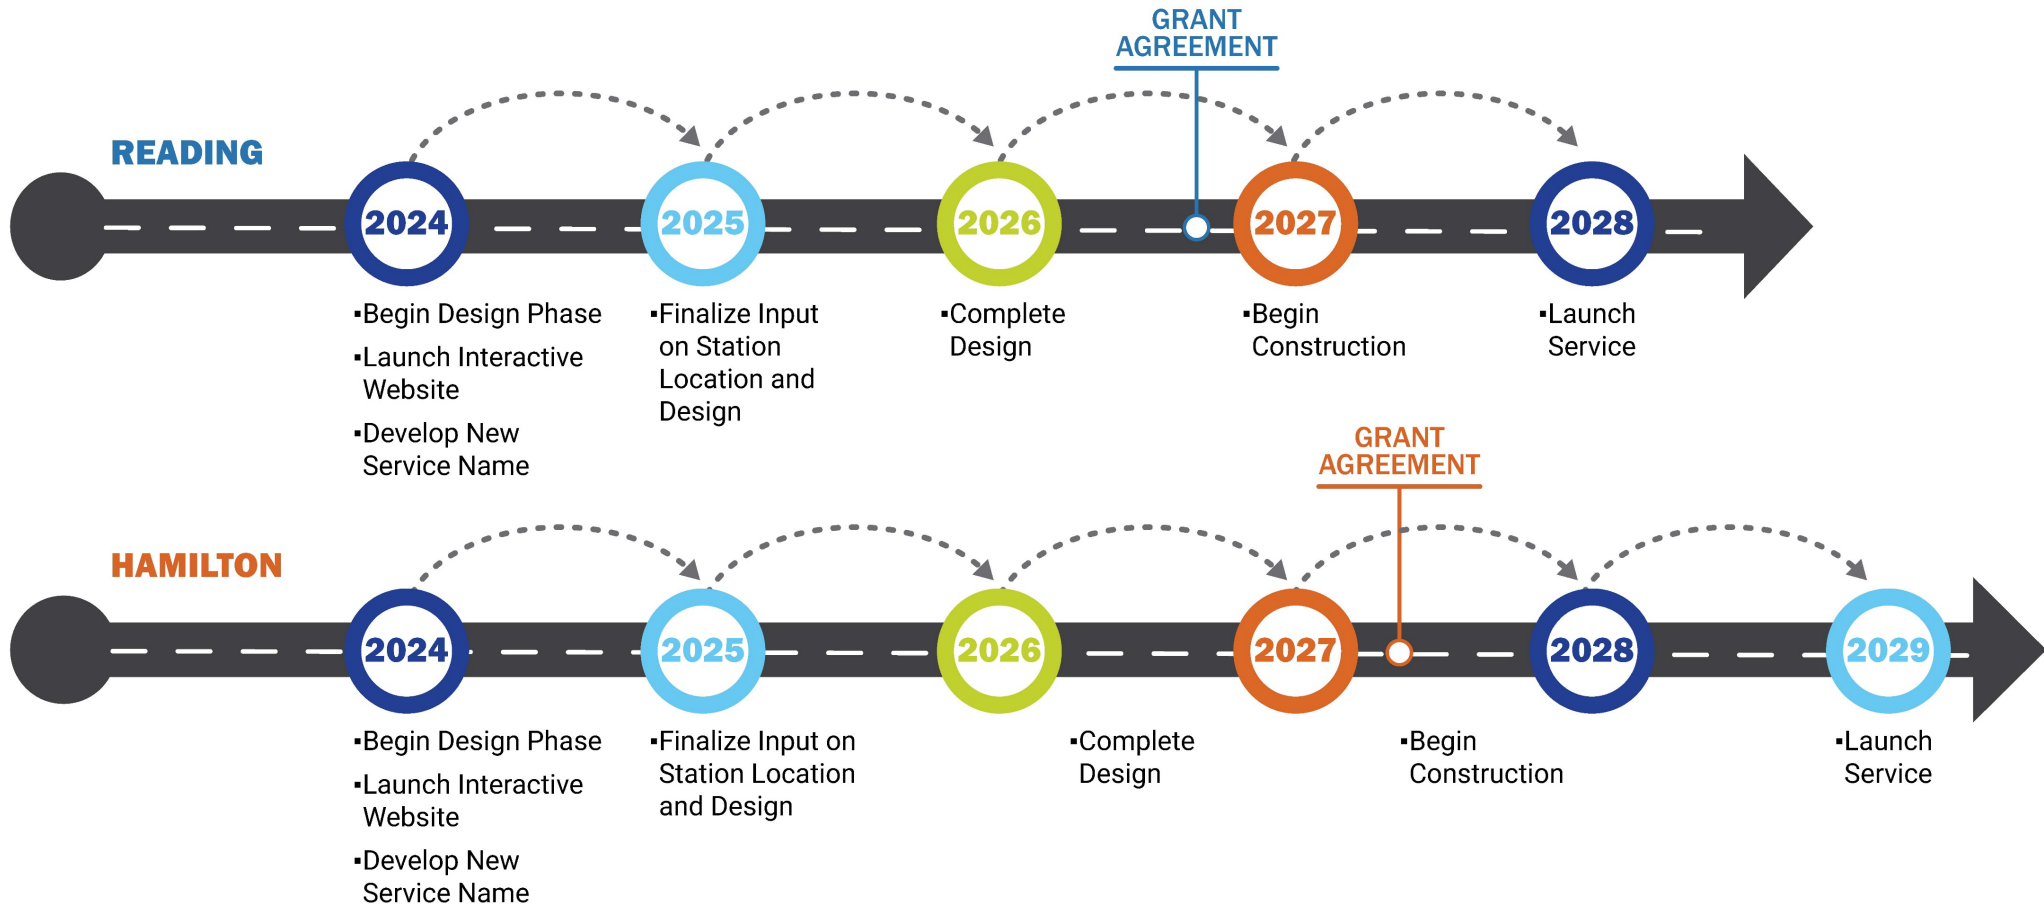 GRANT
AGREEMENT
READING
2024
2025
2026
2027
2028
▪Begin Design Phase
▪Launch Interactive
Website
▪Develop New
Service Name
▪Finalize Input
on Station
Location and
Design
▪Complete
Design
▪Begin
Construction
▪Launch
Service
GRANT
AGREEMENT
HAMILTON
2024
2025
2026
2027
2028
2029
▪Begin Design Phase
▪Launch Interactive
Website
▪Develop New
Service Name
▪Finalize Input on
Station Location
and Design
▪Complete
Design
▪Begin
Construction
▪Launch
Service